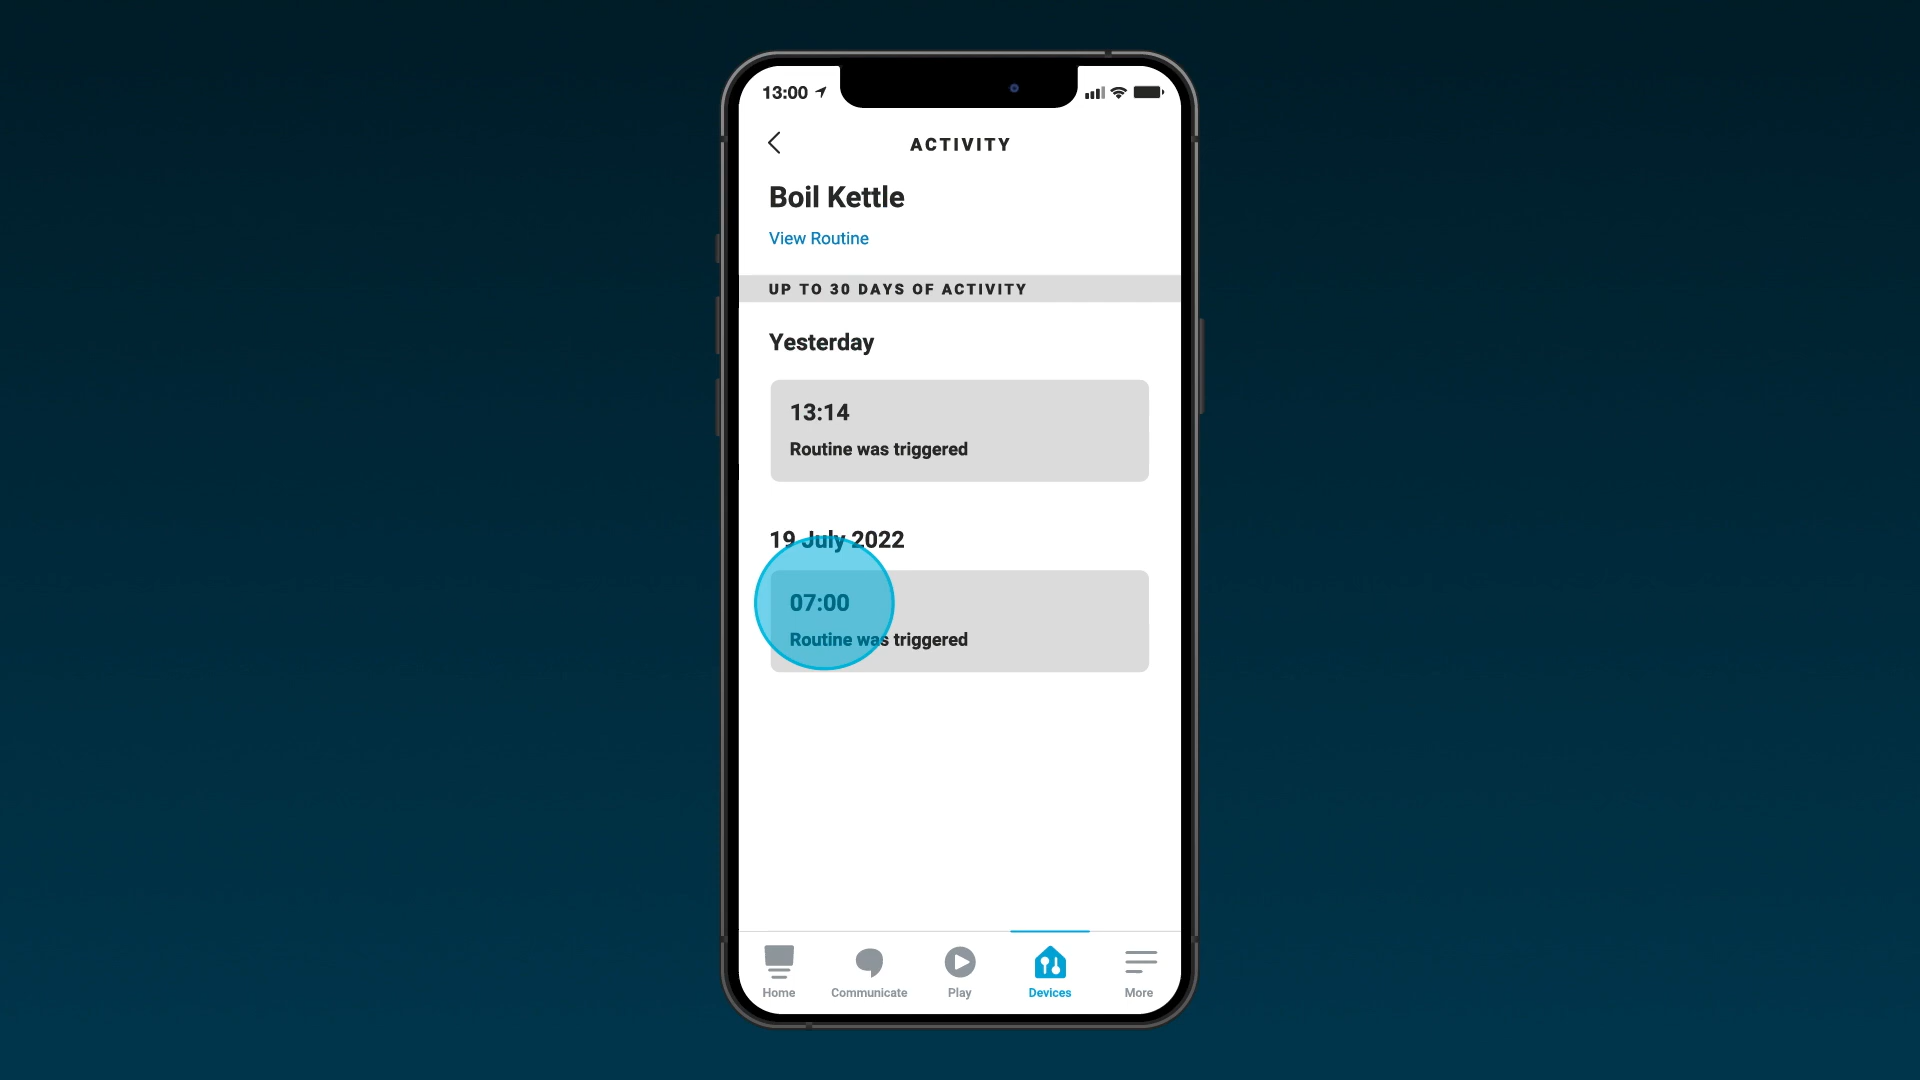 13:00
ACTIVITY
Boil Kettle
View Routine
UP TO 30 DAYS OF ACTIVITY
Yesterday
13:14
Routine was triggered
19 July 2022
07:00
Routine was triggered
Home Communicate Play Devices More